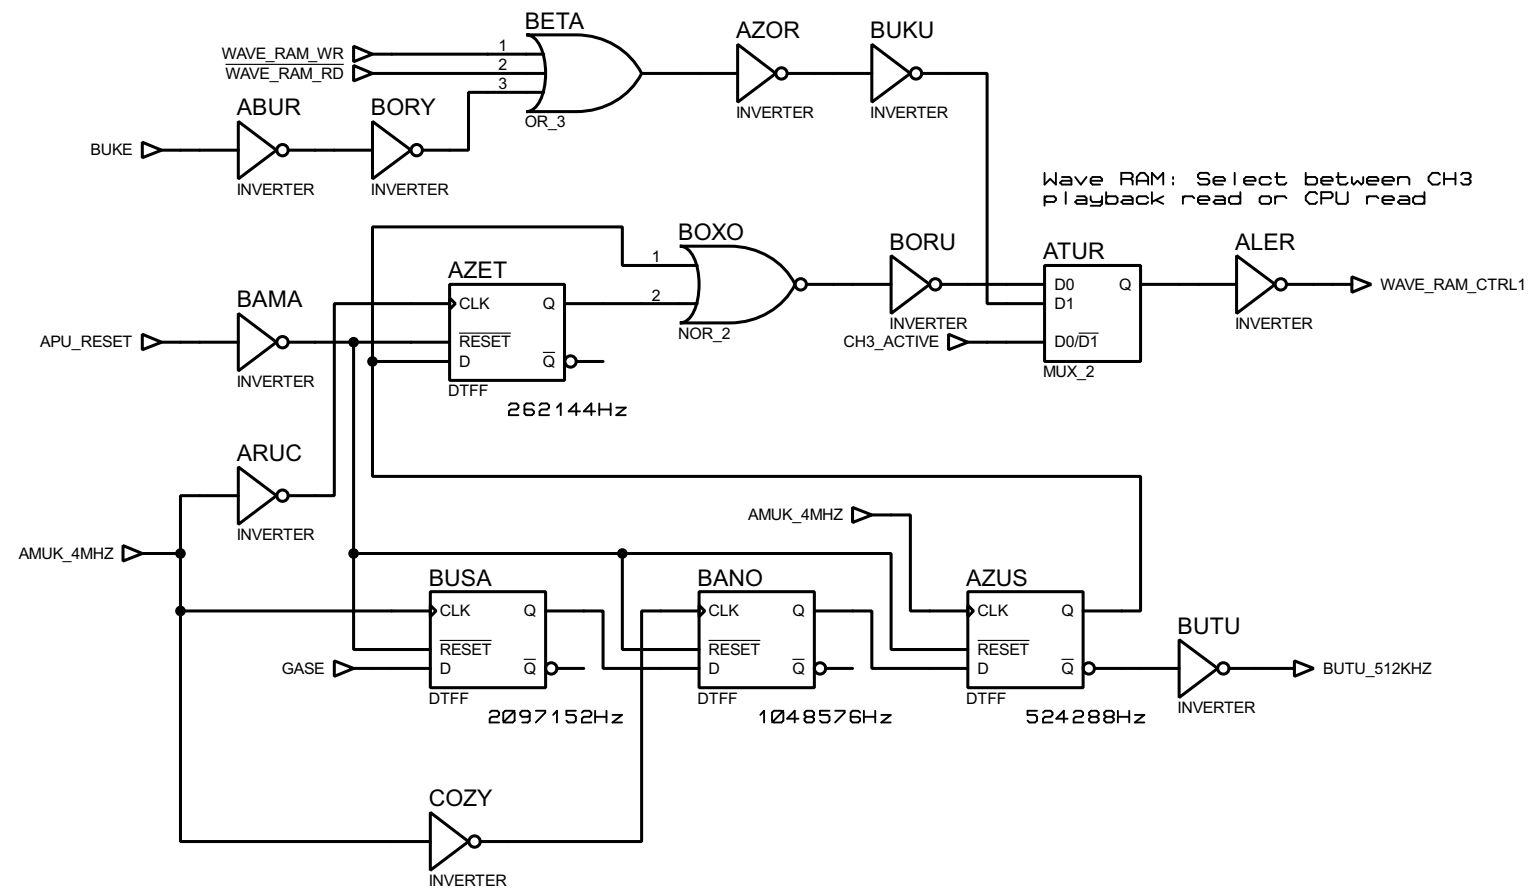 BETA
AZOR
BUKU
WAVE_RAM_WR
1
WAVE_RAM_RD
2
3
ABUR
BORY
OR_3
INVERTER
INVERTER
BUKE
INVERTER
INVERTER
Wave RAM: Select between CH3
playback read or CPU read
BOXO
BORU
ATUR
ALER
AZET
1
BAMA
CLK
Q
2
D0
Q
D1
WAVE_RAM_CTRL1
APU_RESET
RESET
NOR_2
INVERTER
CH3_ACTIVE
D0/D1
INVERTER
D
Q
MUX_2
INVERTER
DTFF
262144Hz
ARUC
AMUK_4MHZ
INVERTER
AMUK_4MHZ
BUSA
BANO
AZUS
CLK
Q
CLK
Q
CLK
Q
BUTU
RESET
RESET
RESET
GASE
D
Q
D
Q
D
Q
BUTU_512KHZ
DTFF
DTFF
DTFF
INVERTER
2097152Hz
1048576Hz
524288Hz
COZY
INVERTER